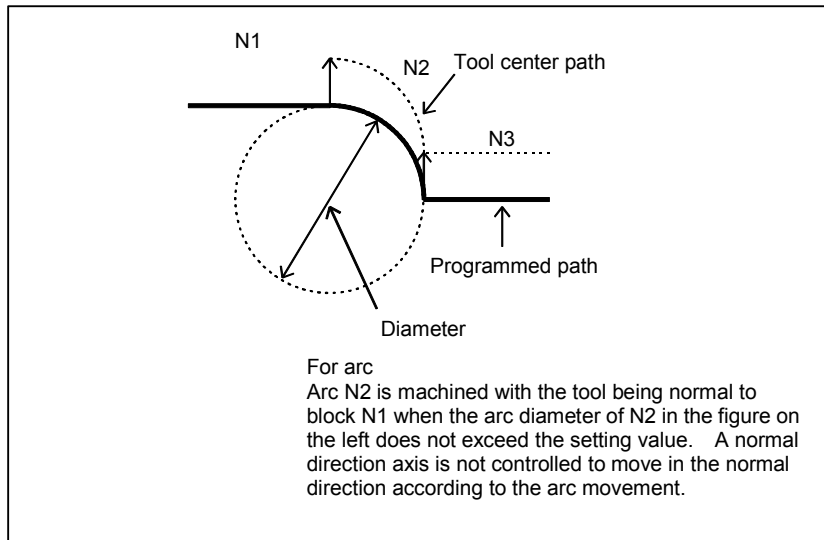 N1
N2
Tool center path
N3
Programmed path
Diameter
For arc
Arc N2 is machined with the tool being normal to
block N1 when the arc diameter of N2 in the figure on
the left does not exceed the setting value. A normal
direction axis is not controlled to move in the normal
direction according to the arc movement.